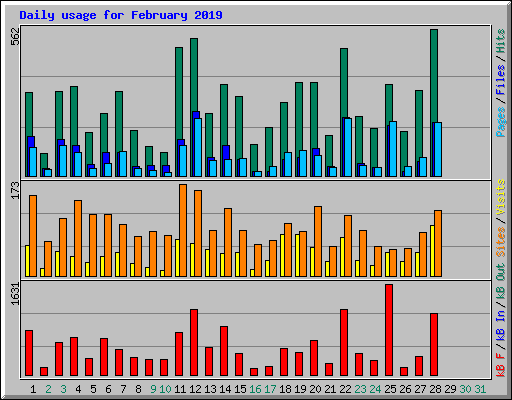 Daily usage for February 2019
562
Pages / Files / Hits
173
Sites / Visits
1631
kB F / kB In / kB Out
1 2 3 4 5 6 7 8 9 10 11 12 13 14 15 16 17 18 19 20 21 22 23 24 25 26 27 28 29 30 31